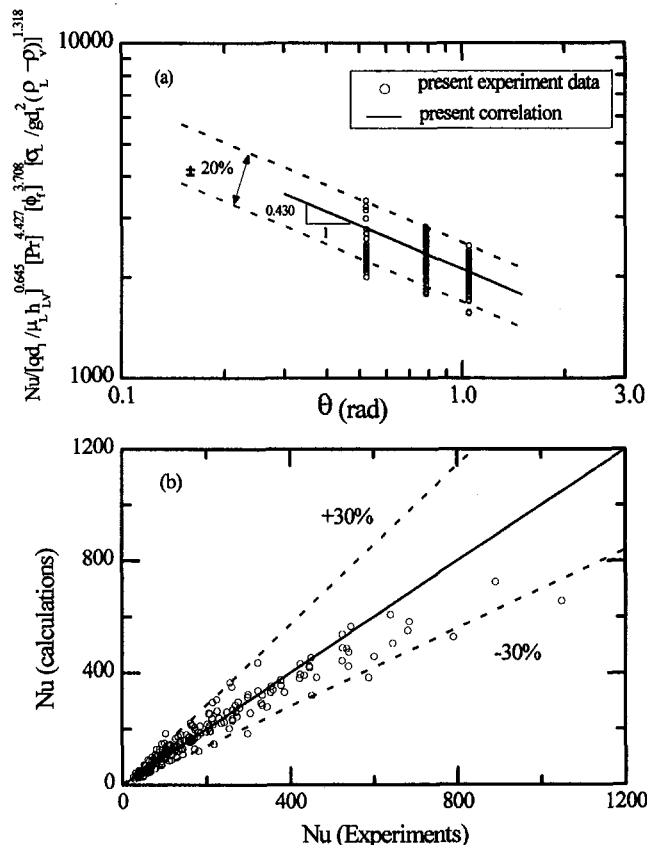 Nu/[qd₁/μ_L h_LV]^0.645 [Pr]^4.427 [ϕ_f]^3.708 [σ_L/gd₁²(ρ_L-ρ_v)]^1.318
10000
(a)
present experiment data
present correlation
± 20%
0.430
1
1000
0.1
1.0
3.0
θ (rad)
1200
(b)
+30%
800
Nu (calculations)
-30%
400
0
0
400
800
1200
Nu (Experiments)